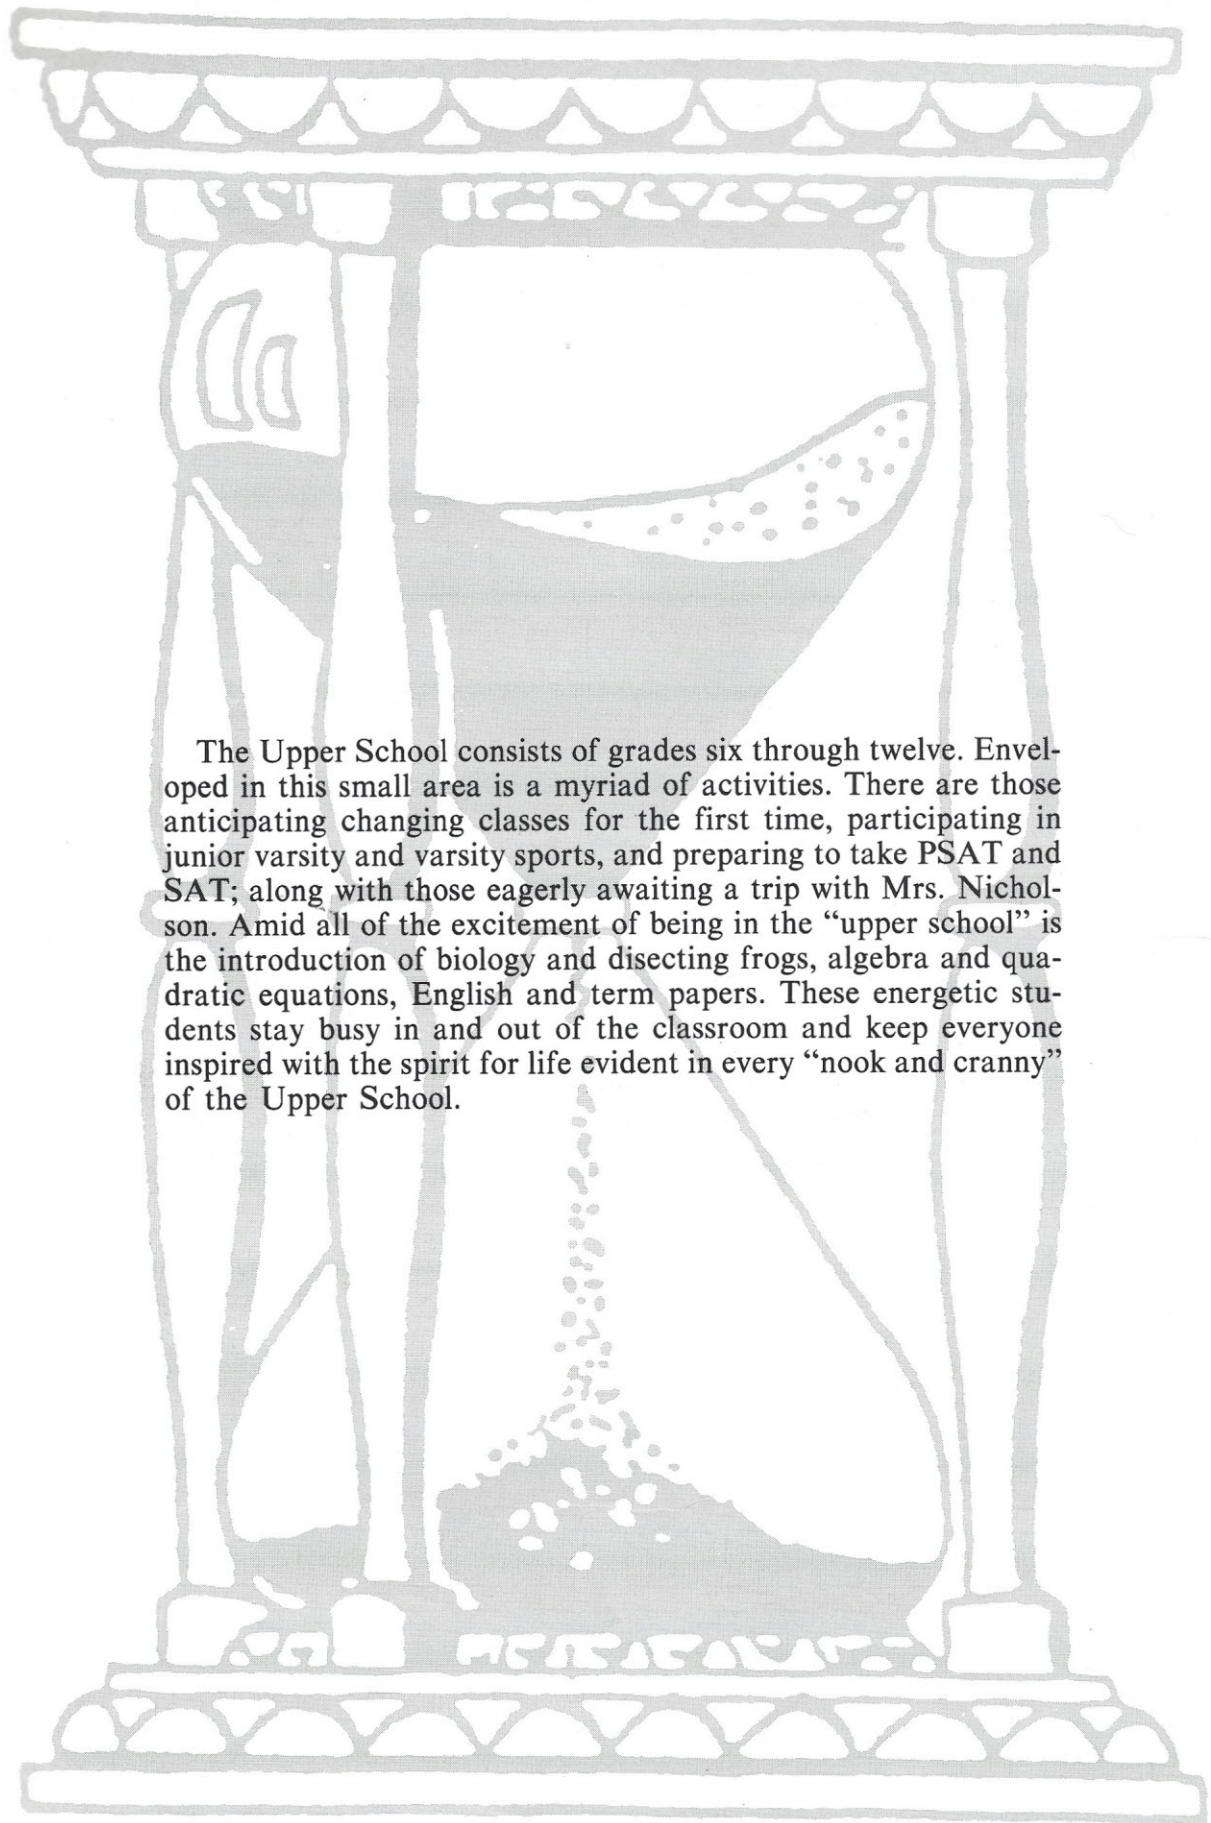 The Upper School consists of grades six through twelve. Envel-
oped in this small area is a myriad of activities. There are those
anticipating changing classes for the first time, participating in
junior varsity and varsity sports, and preparing to take PSAT and
SAT; along with those eagerly awaiting a trip with Mrs. Nichol-
son. Amid all of the excitement of being in the “upper school” is
the introduction of biology and disecting frogs, algebra and qua-
dratic equations, English and term papers. These energetic stu-
dents stay busy in and out of the classroom and keep everyone
inspired with the spirit for life evident in every “nook and cranny”
of the Upper School.